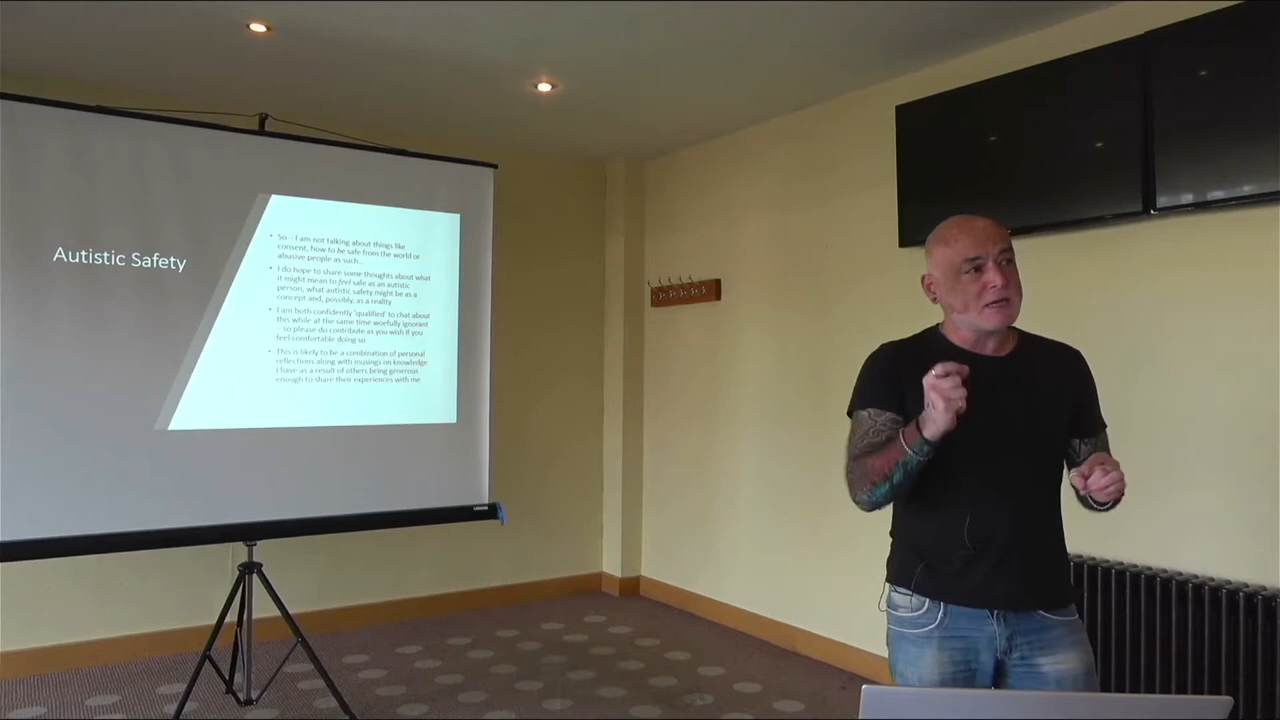 Autistic Safety
• So – I am not talking about things like
consent, how to be safe from the world or
abusive people as such...
• I do hope to share some thoughts about what
it might mean to feel safe as an autistic
person, what autistic safety might be as a
concept and, possibly, as a reality
• I am both confidently 'qualified' to chat about
this while at the same time woefully ignorant
so please do contribute as you wish if you
feel comfortable doing so
• This is likely to be a combination of personal
reflections along with musings on knowledge
I have as a result of others being generous
enough to share their experiences with me